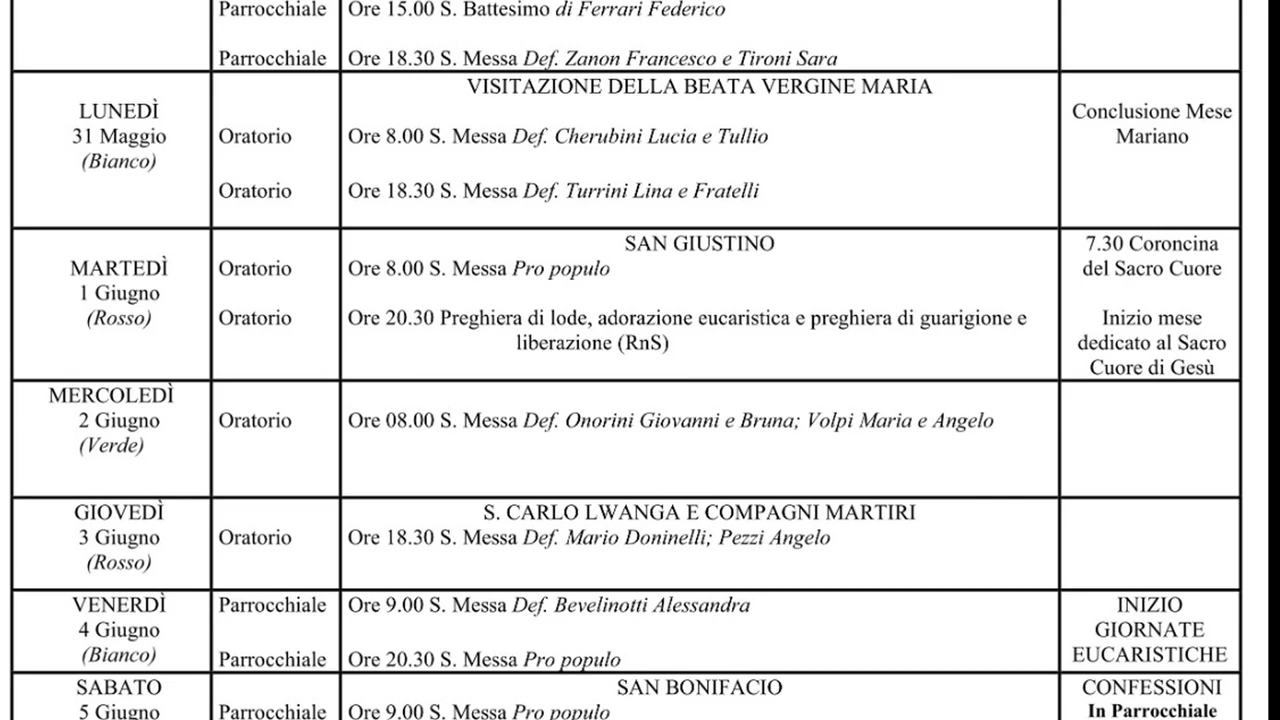 Parrocchiale Ore 15.00 S. Battesimo di Ferrari Federico
Parrocchiale Ore 18.30 S. Messa Def. Zanon Francesco e Tironi Sara
VISITAZIONE DELLA BEATA VERGINE MARIA
LUNEDÌ Conclusione Mese
31 Maggio Oratorio Ore 8.00 S. Messa Def. Cherubini Lucia e Tullio Mariano
(Bianco)
Oratorio Ore 18.30 S. Messa Def. Turrini Lina e Fratelli
SAN GIUSTINO 7.30 Coroncina
MARTEDÌ Oratorio Ore 8.00 S. Messa Pro populo del Sacro Cuore
1 Giugno
(Rosso) Oratorio Ore 20.30 Preghiera di lode, adorazione eucaristica e preghiera di guarigione e Inizio mese
liberazione (RnS) dedicato al Sacro
Cuore di Gesù
MERCOLEDÌ
2 Giugno Oratorio Ore 08.00 S. Messa Def. Onorini Giovanni e Bruna; Volpi Maria e Angelo
(Verde)
GIOVEDÌ S. CARLO LWANGA E COMPAGNI MARTIRI
3 Giugno Oratorio Ore 18.30 S. Messa Def. Mario Doninelli; Pezzi Angelo
(Rosso)
VENERDÌ Parrocchiale Ore 9.00 S. Messa Def. Bevelinotti Alessandra INIZIO
4 Giugno GIORNATE
(Bianco) Parrocchiale Ore 20.30 S. Messa Pro populo EUCARISTICHE
SABATO SAN BONIFACIO CONFESSIONI
5 Giugno Parrocchiale Ore 9.00 S. Messa Pro populo In Parrocchiale